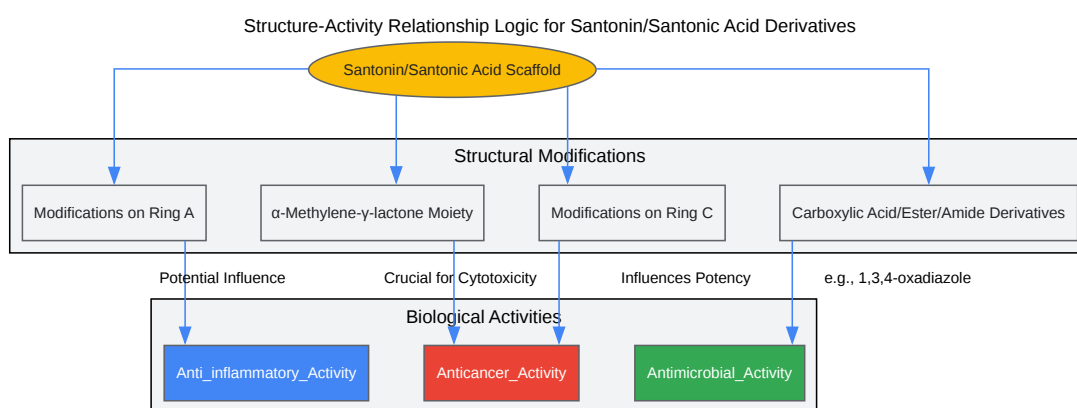 Structure-Activity Relationship Logic for Santonin/Santonic Acid Derivatives
Santonin/Santonic Acid Scaffold
Structural Modifications
Modifications on Ring A
α-Methylene-γ-lactone Moiety
Modifications on Ring C
Carboxylic Acid/Ester/Amide Derivatives
Potential Influence
Crucial for Cytotoxicity
Influences Potency
e.g., 1,3,4-oxadiazole
Biological Activities
Anti_inflammatory_Activity
Anticancer_Activity
Antimicrobial_Activity